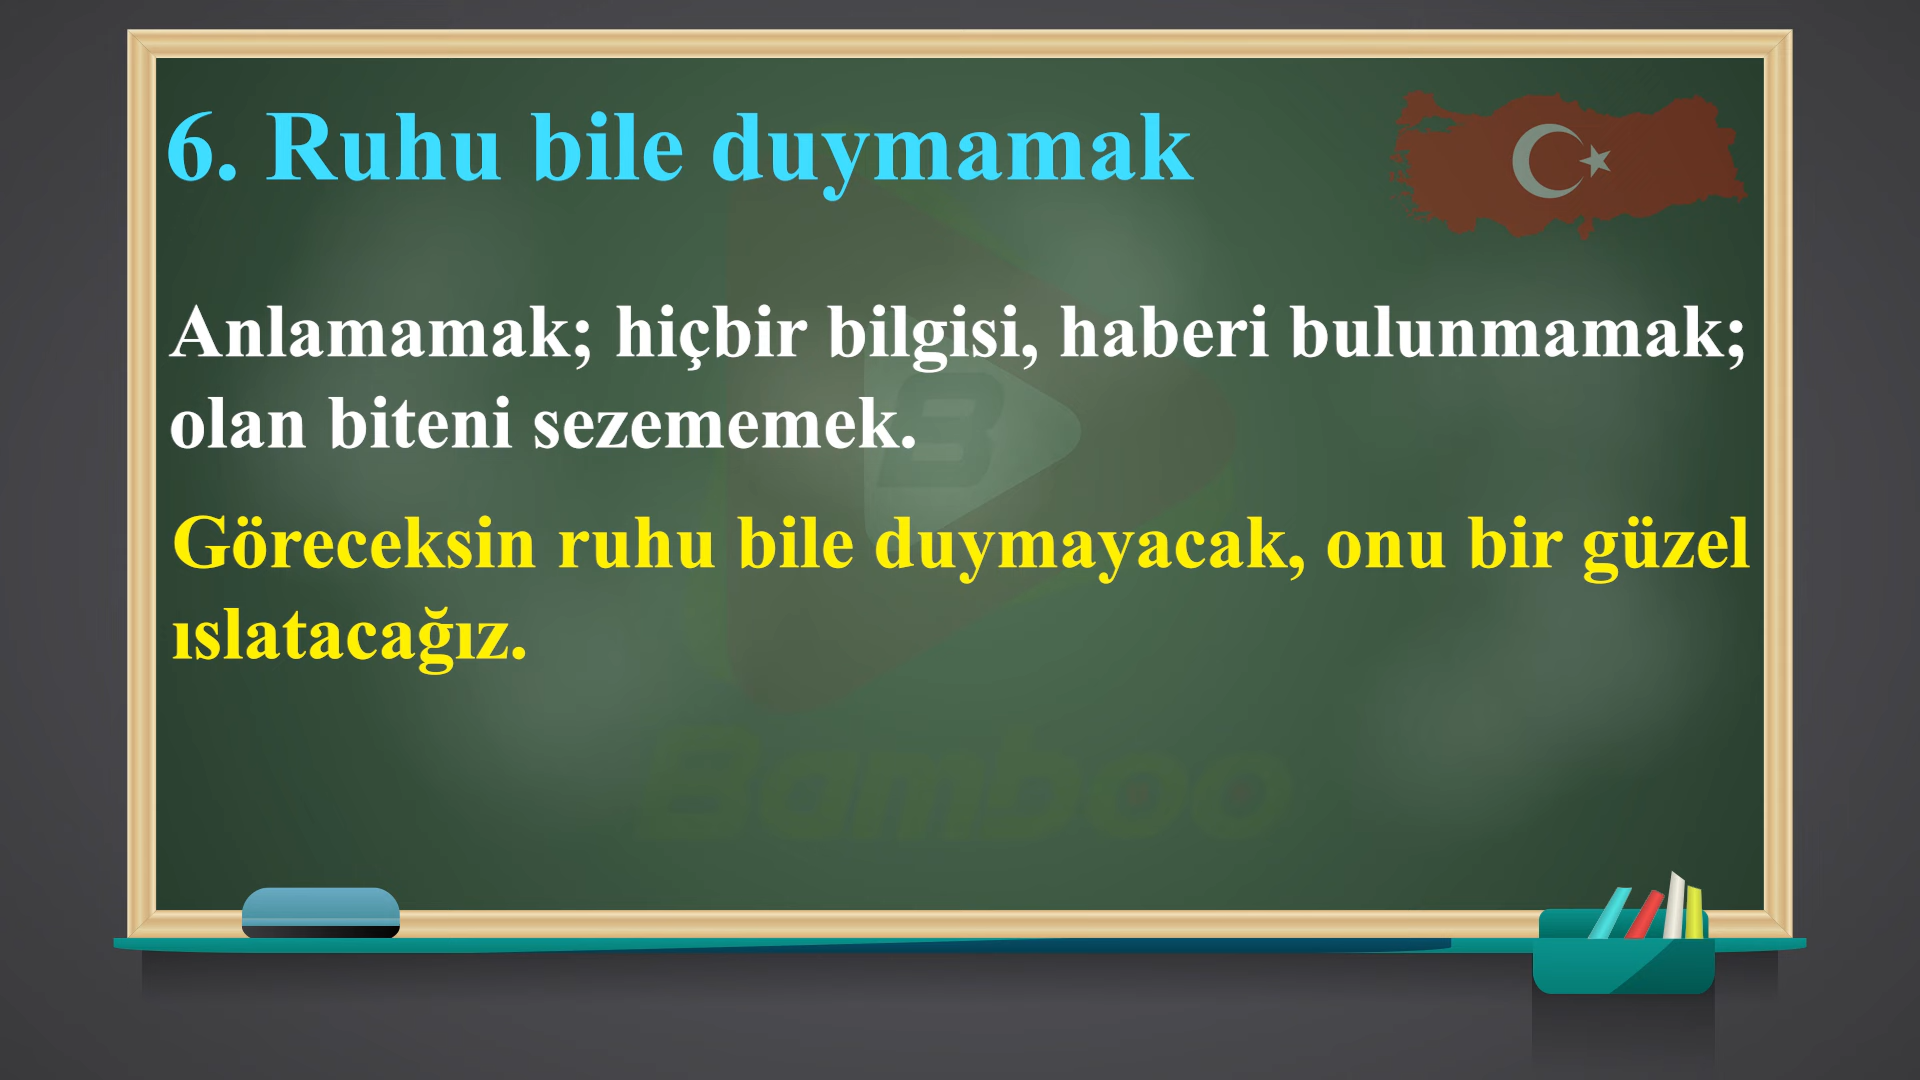 6. Ruhu bile duymamak
Anlamamak; hiçbir bilgisi, haberi bulunmamak;
olan biteni sezememek.
Göreceksin ruhu bile duymayacak, onu bir güzel
ıslatacağız.
B
Bamboo